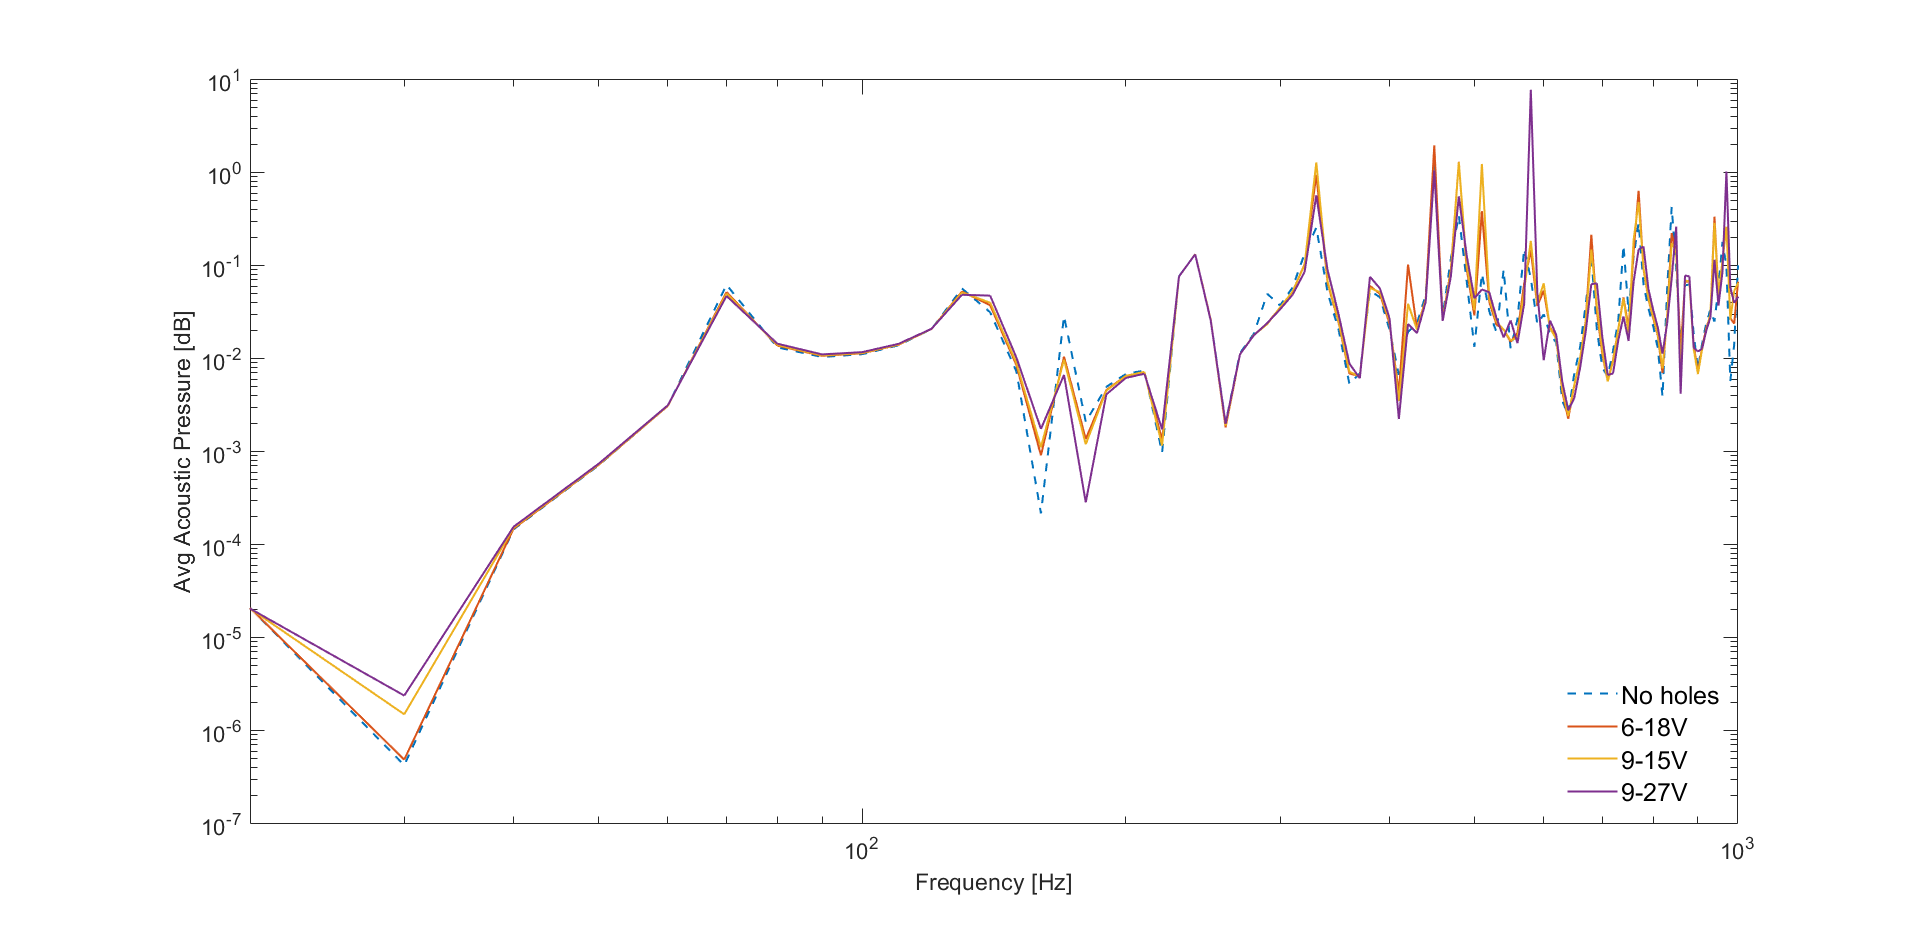 10^1
10^0
10^-1
10^-2
10^-3
10^-4
10^-5
10^-6
10^-7
Avg Acoustic Pressure [dB]
No holes
6-18V
9-15V
9-27V
10^2
10^3
Frequency [Hz]